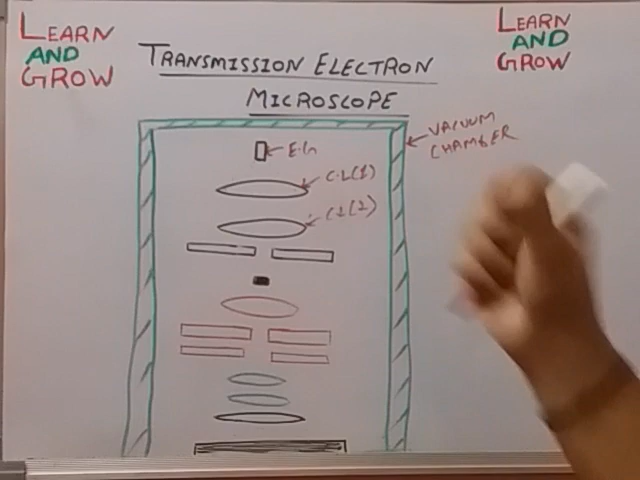 LEARN
AND
GROW
TRANSMISSION ELECTRON
MICROSCOPE
LEARN
AND
GROW
VACUUM
CHAMBER
E.G
C.L(1)
C.L(2)